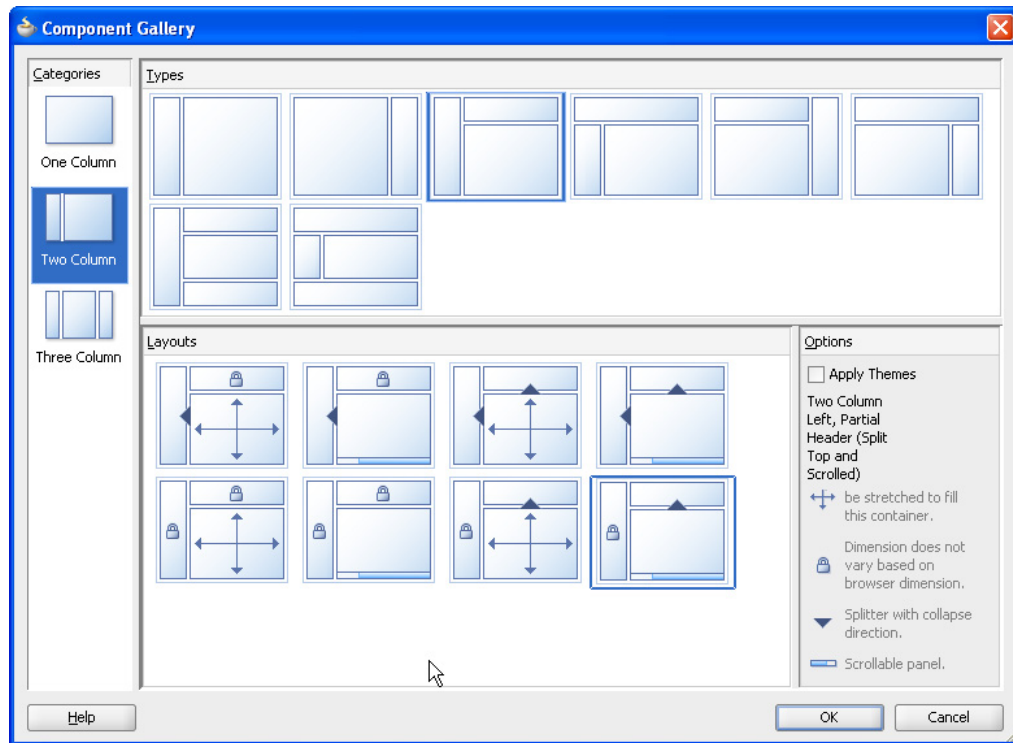 Component Gallery
Categories
One Column
Two Column
Three Column
Types
Layouts
Options
Apply Themes
Two Column
Left, Partial
Header (Split
Top and
Scrolled)
be stretched to fill
this container.
Dimension does not
vary based on
browser dimension.
Splitter with collapse
direction.
Scrollable panel.
Help
OK
Cancel